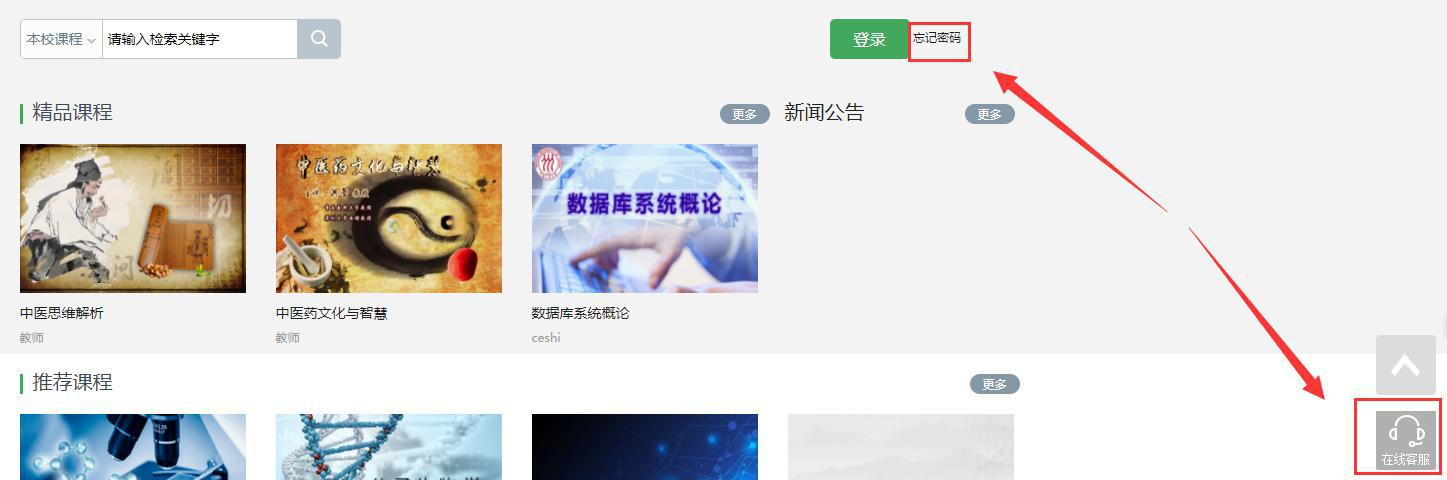 本校课程
请输入检索关键字
登录
忘记密码
精品课程
更多
新闻公告
更多
切
问
中医药文化与智慧
数据库系统概论
中医思维解析
中医药文化与智慧
数据库系统概论
教师
教师
ceshi
推荐课程
更多
在线客服